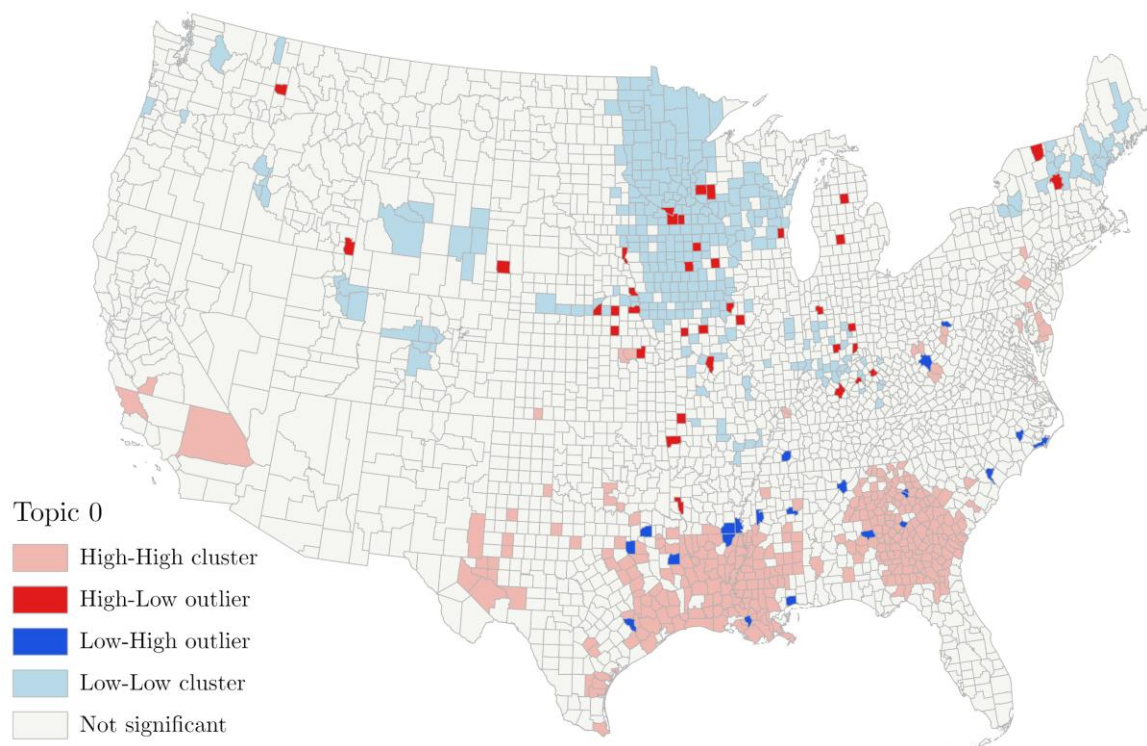 Topic 0
High-High cluster
High-Low outlier
Low-High outlier
Low-Low cluster
Not significant